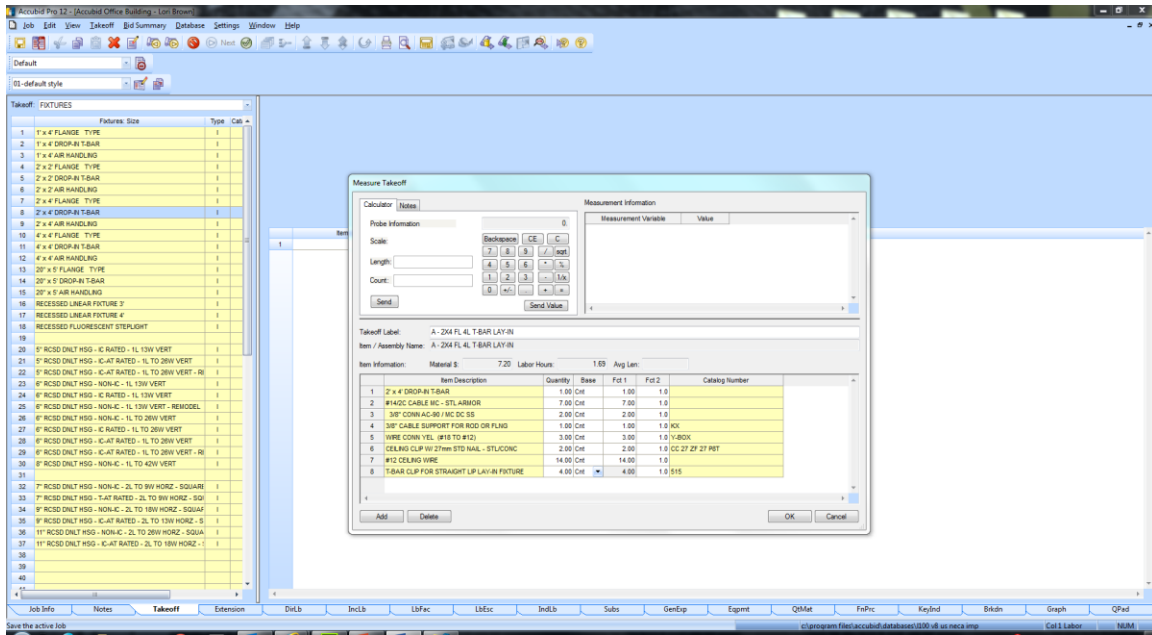 Accubid Pro 12 - [Accubid Office Building - Lori Brown]
Job Edit View Takeoff Bid Summary Database Settings Window Help
Next
Default
01-default style
Takeoff: FIXTURES
Fixtures: Size Type Cat
1 1' x 4' FLANGE TYPE I
2 1' x 4' DROP-IN T-BAR I
3 1' x 4' AIR HANDLING I
4 2' x 2' FLANGE TYPE I
5 2' x 2' DROP-IN T-BAR I
6 2' x 2' AIR HANDLING I
7 2' x 4' FLANGE TYPE I
8 2' x 4' DROP-IN T-BAR I
9 2' x 4' AIR HANDLING I
10 4' x 4' FLANGE TYPE I
11 4' x 4' DROP-IN T-BAR I
12 4' x 4' AIR HANDLING I
13 20" x 5' FLANGE TYPE I
14 20" x 5' DROP-IN T-BAR I
15 20" x 5' AIR HANDLING I
16 RECESSED LINEAR FIXTURE 3' I
17 RECESSED LINEAR FIXTURE 4' I
18 RECESSED FLUORESCENT STEPLIGHT I
19
20 5" RCSD DNLT HSG - IC RATED - 1L 13W VERT I
21 5" RCSD DNLT HSG - IC-AT RATED - 1L TO 26W VERT I
22 5" RCSD DNLT HSG - IC-AT RATED - 1L TO 26W VERT - RI I
23 6" RCSD DNLT HSG - NON-IC - 1L 13W VERT I
24 6" RCSD DNLT HSG - IC RATED - 1L 13W VERT I
25 6" RCSD DNLT HSG - NON-IC - 1L 13W VERT - REMODEL I
26 6" RCSD DNLT HSG - NON-IC - 1L TO 26W VERT I
27 6" RCSD DNLT HSG - IC RATED - 1L TO 26W VERT I
28 6" RCSD DNLT HSG - IC-AT RATED - 1L TO 26W VERT I
29 6" RCSD DNLT HSG - IC-AT RATED - 1L TO 26W VERT - RI I
30 8" RCSD DNLT HSG - NON-IC - 1L TO 42W VERT I
31
32 7" RCSD DNLT HSG - NON-IC - 2L TO 9W HORZ - SQUARE I
33 7" RCSD DNLT HSG - T-AT RATED - 2L TO 9W HORZ - SQ I
34 9" RCSD DNLT HSG - NON-IC - 2L TO 18W HORZ - SQUAF I
35 9" RCSD DNLT HSG - IC-AT RATED - 2L TO 13W HORZ - S I
36 11" RCSD DNLT HSG - NON-IC - 2L TO 26W HORZ - SQUA I
37 11" RCSD DNLT HSG - IC-AT RATED - 2L TO 18W HORZ - I
38
39
40
Item
1
Measure Takeoff
Calculator Notes
Probe Information 0.
Scale:
Length:
Count:
Send
Backspace CE C
7 8 9 / sqrt
4 5 6 * %
1 2 3 - 1/x
0 +/- . + =
Send Value
Measurement Information
Measurement Variable Value
Takeoff Label: A - 2X4 FL 4L T-BAR LAY-IN
Item / Assembly Name: A - 2X4 FL 4L T-BAR LAY-IN
Item Information: Material $: 7.20 Labor Hours: 1.69 Avg Len:
Item Description Quantity Base Fct 1 Fct 2 Catalog Number
1 2' x 4' DROP-IN T-BAR 1.00 Cnt 1.00 1.0
2 #14/2C CABLE MC - STL ARMOR 7.00 Cnt 7.00 1.0
3 3/8" CONN AC-90 / MC DC SS 2.00 Cnt 2.00 1.0
4 3/8" CABLE SUPPORT FOR ROD OR FLNG 1.00 Cnt 1.00 1.0 KX
5 WIRE CONN YEL (#18 TO #12) 3.00 Cnt 3.00 1.0 Y-BOX
6 CEILING CLIP W/ 27mm STD NAIL - STL/CONC 2.00 Cnt 2.00 1.0 CC 27 ZF 27 P8T
7 #12 CEILING WIRE 14.00 Cnt 14.00 1.0
8 T-BAR CLIP FOR STRAIGHT LIP LAY-IN FIXTURE 4.00 Cnt 4.00 1.0 515
Add Delete OK Cancel
Job Info Notes Takeoff Extension DirLb IncLb LbFac LbEsc IndLb Subs GenExp Eqpmt QtMat FnPrc KeyInd Brkdn Graph QPad
Save the active Job c:\program files\accubid\databases\l100 v8 us neca imp Col 1 Labor NUM